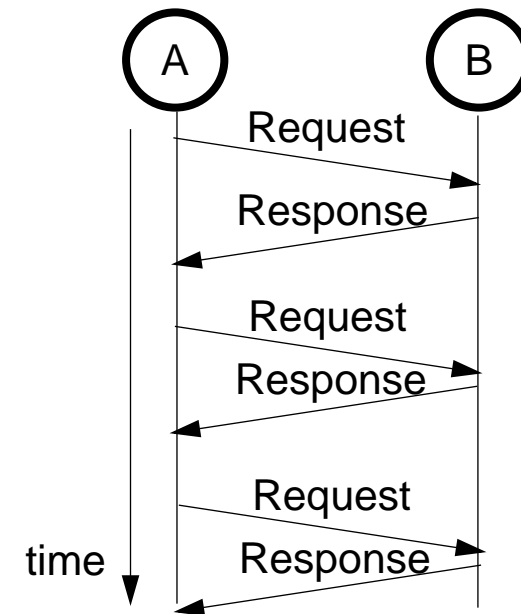 A
B
Request
Response
Request
Response
Request
Response
time